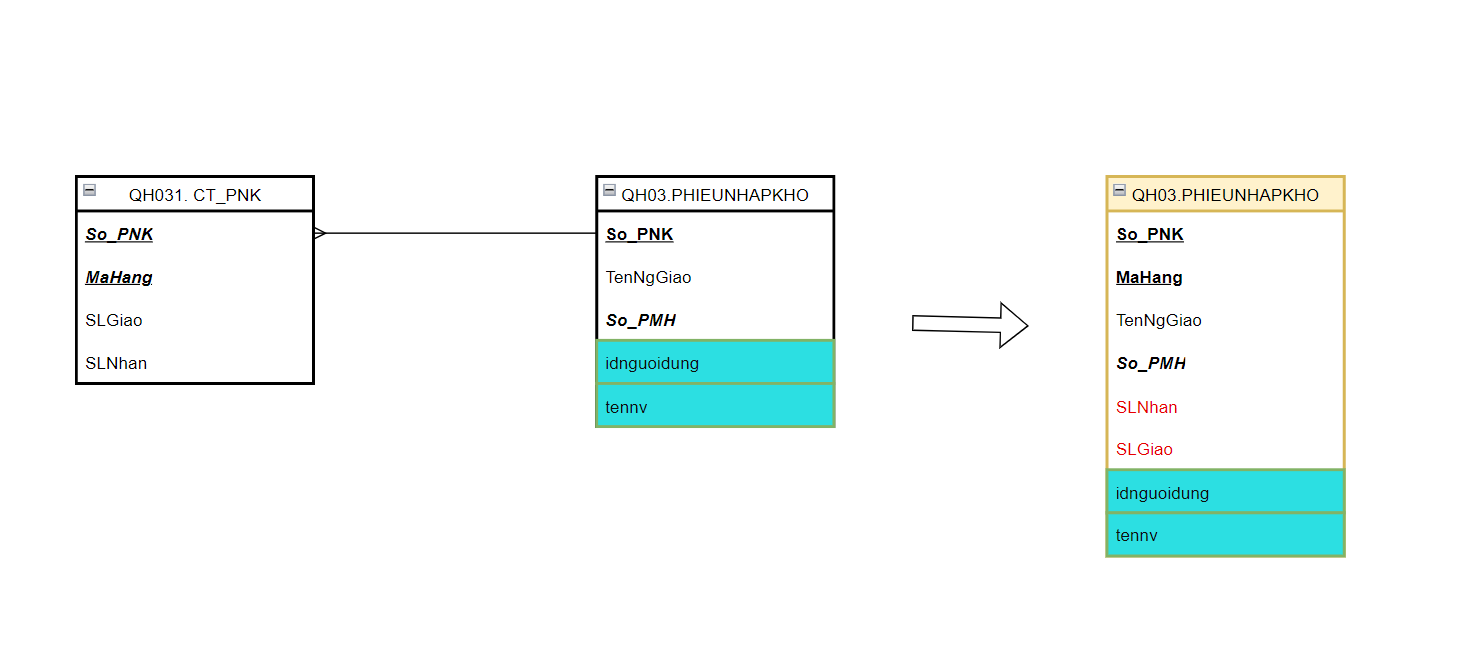 QH031. CT_PNK
So_PNK
MaHang
SLGiao
SLNhan
QH03.PHIEUNHAPKHO
So_PNK
TenNgGiao
So_PMH
idnguoidung
tennv
QH03.PHIEUNHAPKHO
So_PNK
MaHang
TenNgGiao
So_PMH
SLNhan
SLGiao
idnguoidung
tennv